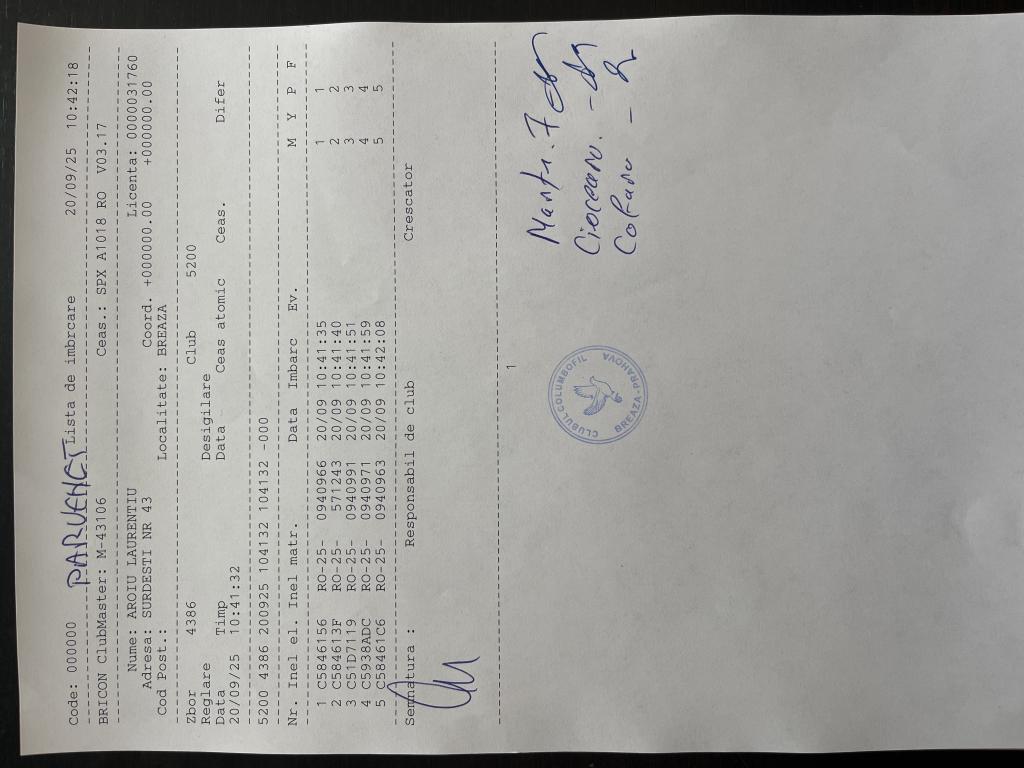 Code: 000000 Lista de imbrcare 20/09/25 10:42:18
BRICON ClubMaster: M-43106 Ceas.: SPX A1018 RO V03.17
Nume: AROIU LAURENTIU Licenta: 0000031760
Adresa: SURDESTI NR 43 Coord. +000000.00 +000000.00
Cod Post.: Localitate: BREAZA
Zbor 4386 Club 5200
Reglare Desigilare
Data Timp Data Ceas atomic Ceas. Difer
20/09/25 10:41:32
5200 4386 200925 104132 104132 -000
Nr. Inel el. Inel matr. Data Imbarc Ev. M Y P F
1 C5846156 RO-25- 0940966 20/09 10:41:35 1 1
2 C584613F RO-25- 571243 20/09 10:41:40 2 2
3 C51D7119 RO-25- 0940991 20/09 10:41:51 3 3
4 C5938ADC RO-25- 0940971 20/09 10:41:59 4 4
5 C58461C6 RO-25- 0940963 20/09 10:42:08 5 5
Semnatura : Responsabil de club Crescator
1
CLUBUL COLUMBOFIL
BREAZA-PRAHOVA